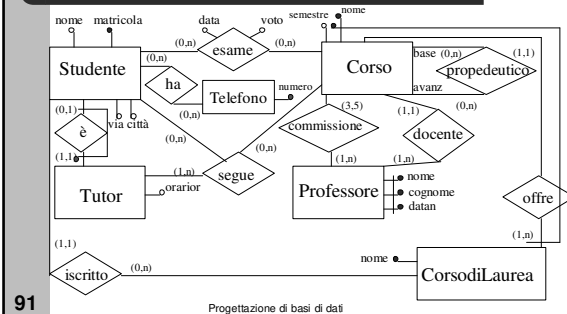 nome matricola data voto semestre nome
(0,n) esame (0,n)
Studente Corso base (0,n) (1,1)
propedeutico
(0,n) ha Telefono numero avanz
(0,n) (3,5) (1,1) (0,n)
(0,1) via città commissione docente
è (0,n) (0,n)
(1,1) (1,n) segue (1,n) (1,n)
Tutor orarior Professore nome
cognome
datan
offre
(1,1) (1,n)
iscritto (0,n) nome CorsodiLaurea
91 Progettazione di basi di dati